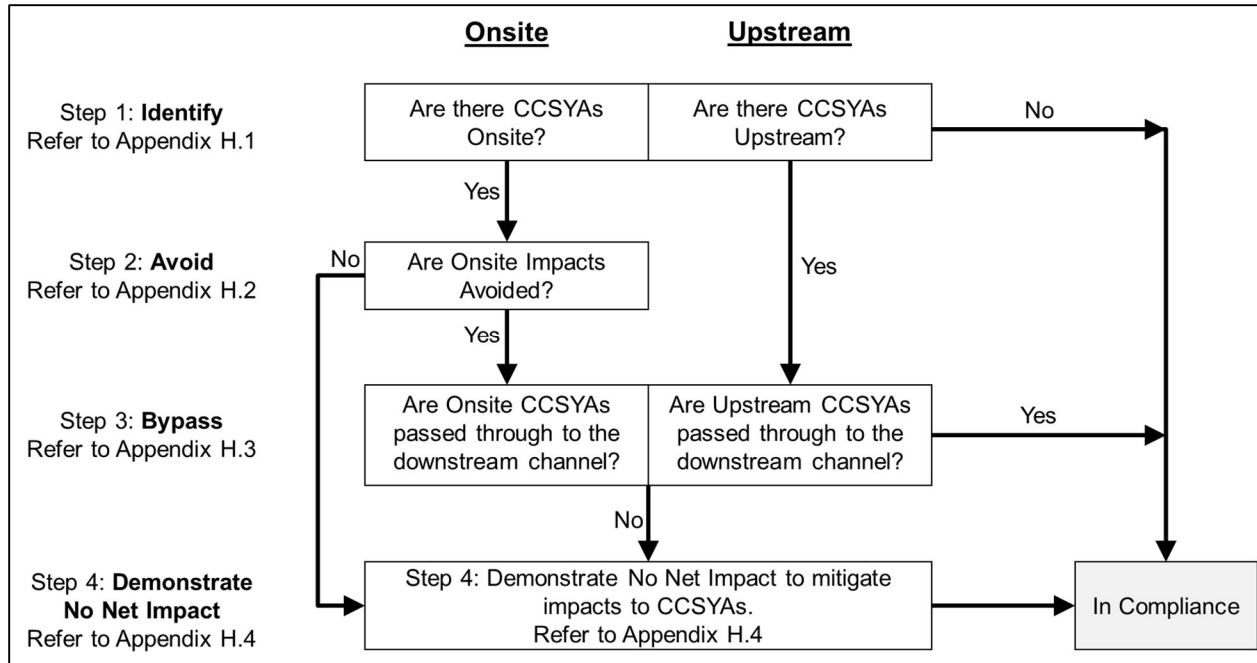 Onsite
Upstream
Step 1: Identify
Refer to Appendix H.1
Are there CCSYAs
Onsite?
Are there CCSYAs
Upstream?
No
Yes
Step 2: Avoid
Refer to Appendix H.2
No
Are Onsite Impacts
Avoided?
Yes
Yes
Step 3: Bypass
Refer to Appendix H.3
Are Onsite CCSYAs
passed through to the
downstream channel?
Are Upstream CCSYAs
passed through to the
downstream channel?
Yes
No
Step 4: Demonstrate
No Net Impact
Refer to Appendix H.4
Step 4: Demonstrate No Net Impact to mitigate
impacts to CCSYAs.
Refer to Appendix H.4
In Compliance